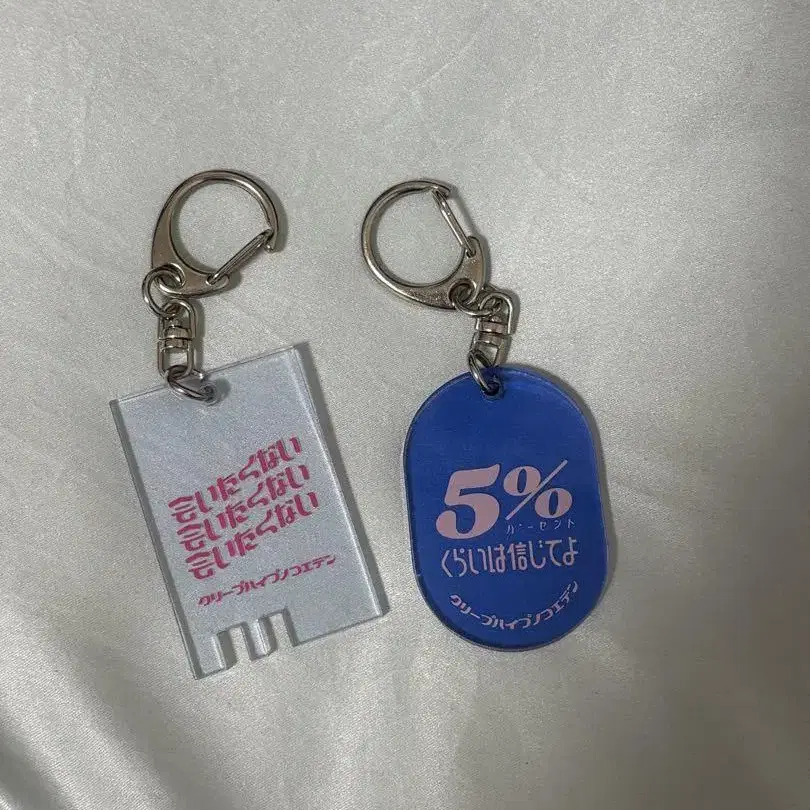 言いたくない
言いたくない
言いたくない
クリープハイプノコエデン
5%
パーセント
くらいは信じてよ
クリープハイプノコエデン